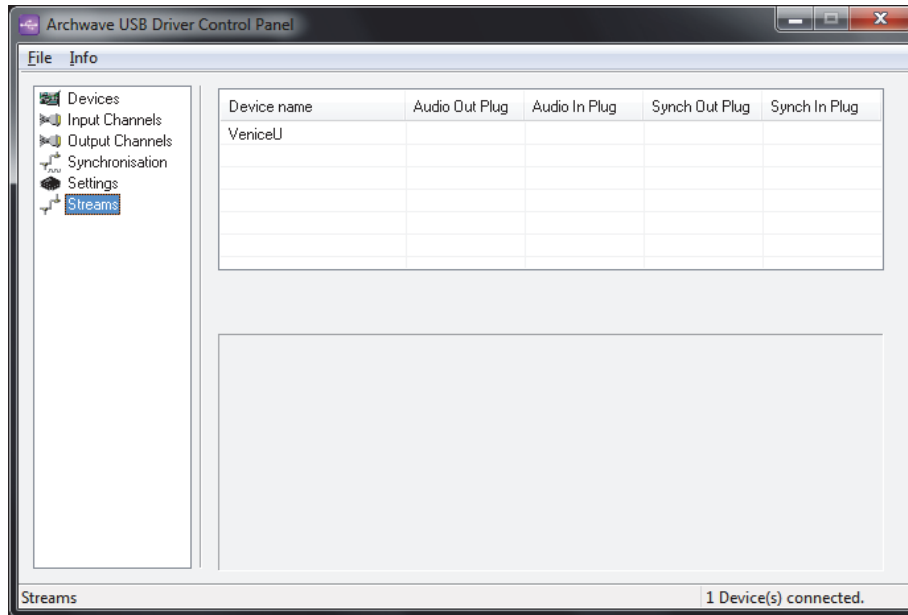 Archwave USB Driver Control Panel
File Info
Devices
Input Channels
Output Channels
Synchronisation
Settings
Streams
Device name Audio Out Plug Audio In Plug Synch Out Plug Synch In Plug
VeniceU
Streams 1 Device(s) connected.